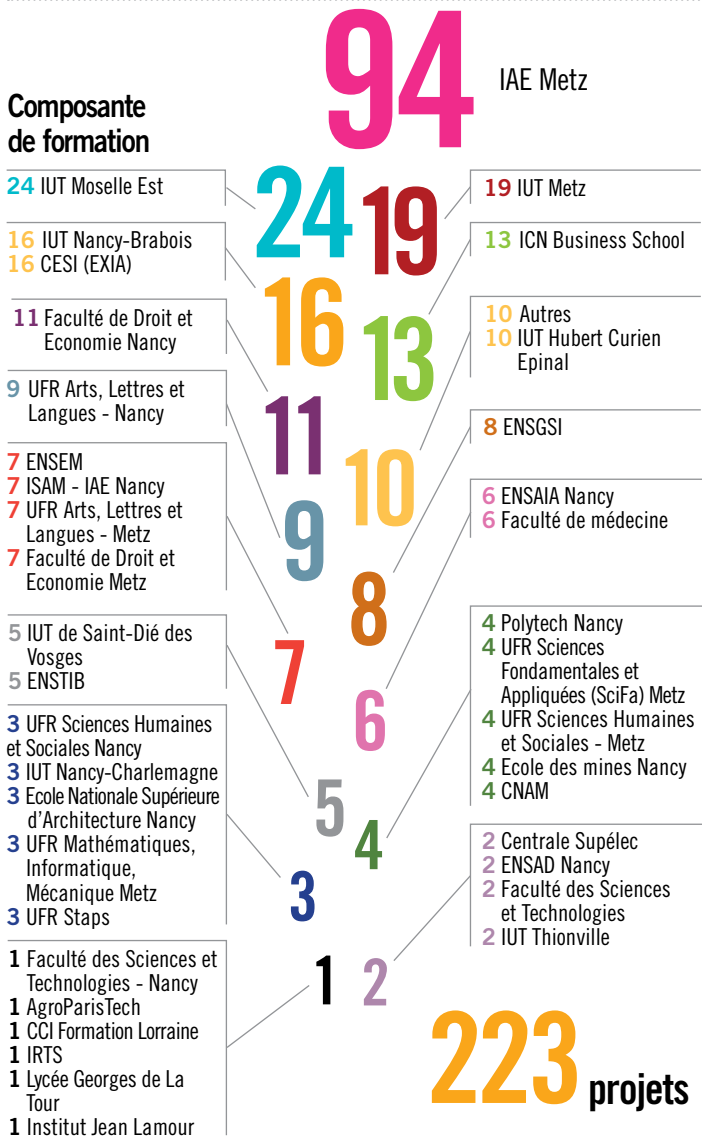 94
IAE Metz
Composante
de formation
24 IUT Moselle Est
16 IUT Nancy-Brabois
16 CESI (EXIA)
11 Faculté de Droit et
Economie Nancy
9 UFR Arts, Lettres et
Langues - Nancy
7 ENSEM
7 ISAM - IAE Nancy
7 UFR Arts, Lettres et
Langues - Metz
7 Faculté de Droit et
Economie Metz
5 IUT de Saint-Dié des
Vosges
5 ENSTIB
3 UFR Sciences Humaines
et Sociales Nancy
3 IUT Nancy-Charlemagne
3 Ecole Nationale Supérieure
d'Architecture Nancy
3 UFR Mathématiques,
Informatique,
Mécanique Metz
3 UFR Staps
1 Faculté des Sciences et
Technologies - Nancy
1 AgroParisTech
1 CCI Formation Lorraine
1 IRTS
1 Lycée Georges de La
Tour
1 Institut Jean Lamour
24
19
16
13
11
10
9
8
7
6
5
4
3
1
2
19 IUT Metz
13 ICN Business School
10 Autres
10 IUT Hubert Curien
Epinal
8 ENSGSI
6 ENSAIA Nancy
6 Faculté de médecine
4 Polytech Nancy
4 UFR Sciences
Fondamentales et
Appliquées (SciFa) Metz
4 UFR Sciences Humaines
et Sociales - Metz
4 Ecole des mines Nancy
4 CNAM
2 Centrale Supélec
2 ENSAD Nancy
2 Faculté des Sciences
et Technologies
2 IUT Thionville
223 projets